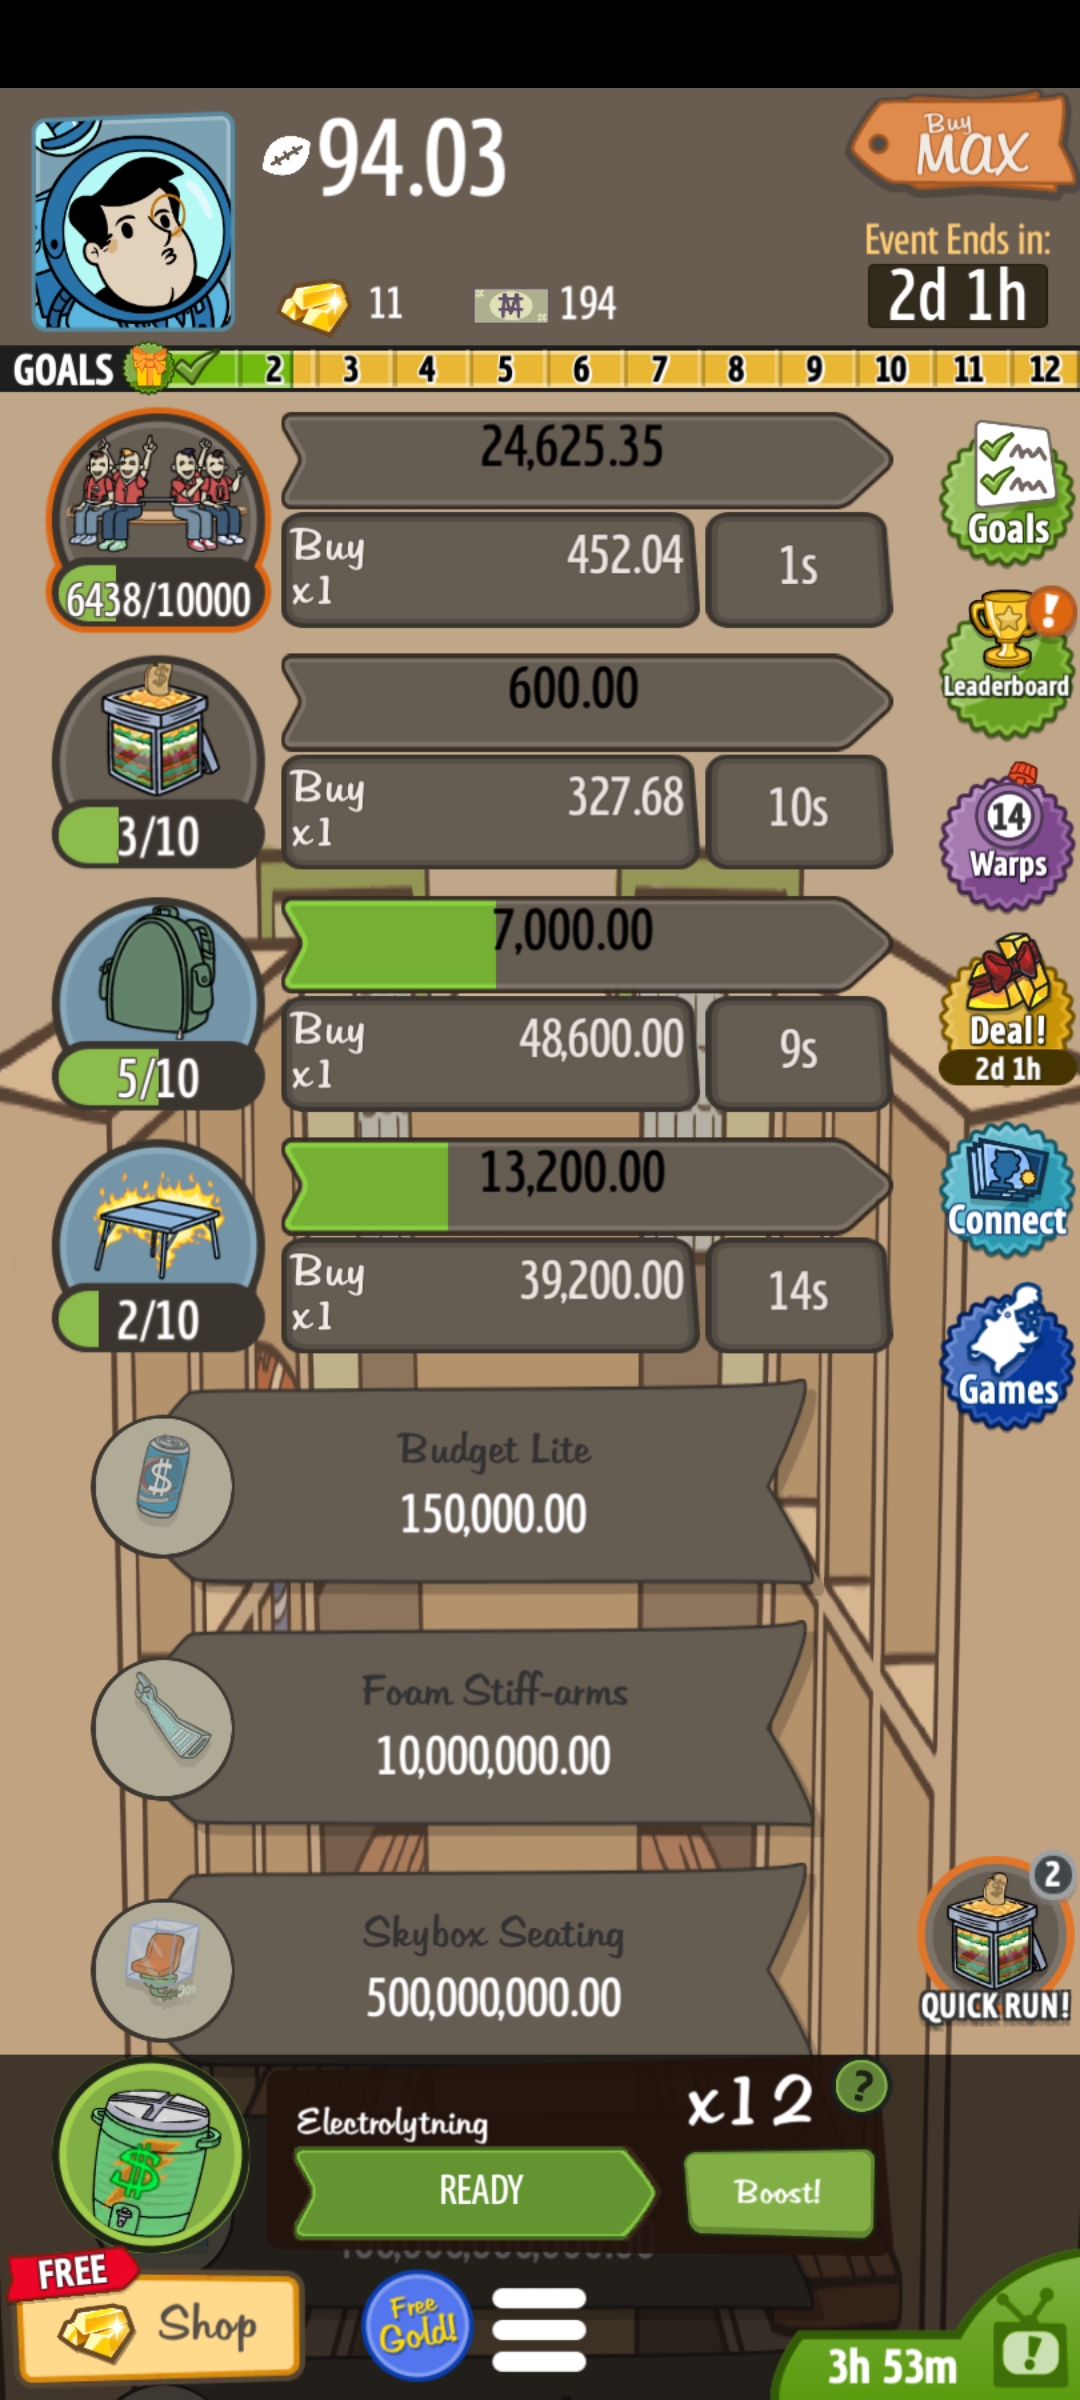 94.03
Buy
MAX
11
194
Event Ends in:
2d 1h
GOALS 2 3 4 5 6 7 8 9 10 11 12
24,625.35
Buy
x1
452.04
1s
6438/10000
Goals
600.00
Buy
x1
327.68
10s
3/10
Leaderboard
14
Warps
7,000.00
Buy
x1
48,600.00
9s
5/10
Deal!
2d 1h
13,200.00
Buy
x1
39,200.00
14s
2/10
Connect
Games
Budget Lite
150,000.00
Foam Stiff-arms
10,000,000.00
Skybox Seating
500,000,000.00
2
QUICK RUN!
Electrolytning
x12
?
READY
Boost!
FREE
Shop
Free
Gold!
3h 53m